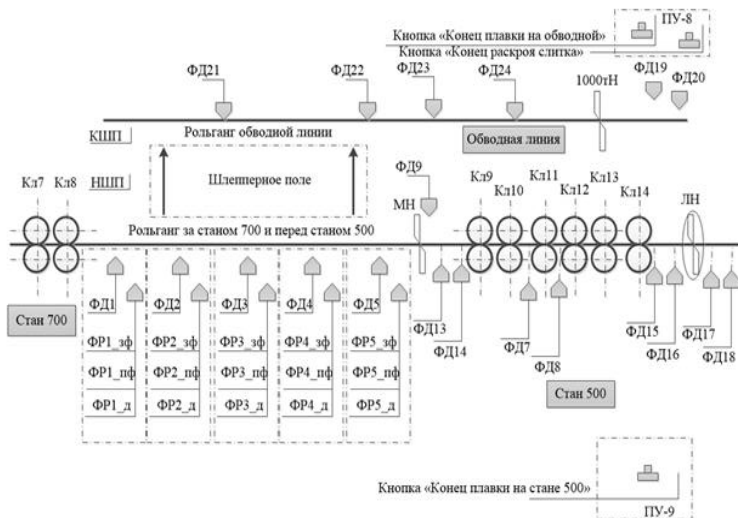 ПУ-8
Кнопка «Конец плавки на обводной»
Кнопка «Конец раскроя слитка»
ФД21
ФД22
ФД23
ФД24
1000тН
ФД19
ФД20
КШП
Рольганг обводной линии
Обводная линия
Кл7
Кл8
НШП
Шлепперное поле
ФД9
МН
Кл9
Кл10
Кл11
Кл12
Кл13
Кл14
ЛН
Рольганг за станом 700 и перед станом 500
Стан 700
ФД1
ФД2
ФД3
ФД4
ФД5
ФД13
ФД14
ФД7
ФД8
ФД15
ФД16
ФД17
ФД18
ФР1_зф
ФР2_зф
ФР3_зф
ФР4_зф
ФР5_зф
ФР1_пф
ФР2_пф
ФР3_пф
ФР4_пф
ФР5_пф
ФР1_д
ФР2_д
ФР3_д
ФР4_д
ФР5_д
Стан 500
Кнопка «Конец плавки на стане 500»
ПУ-9